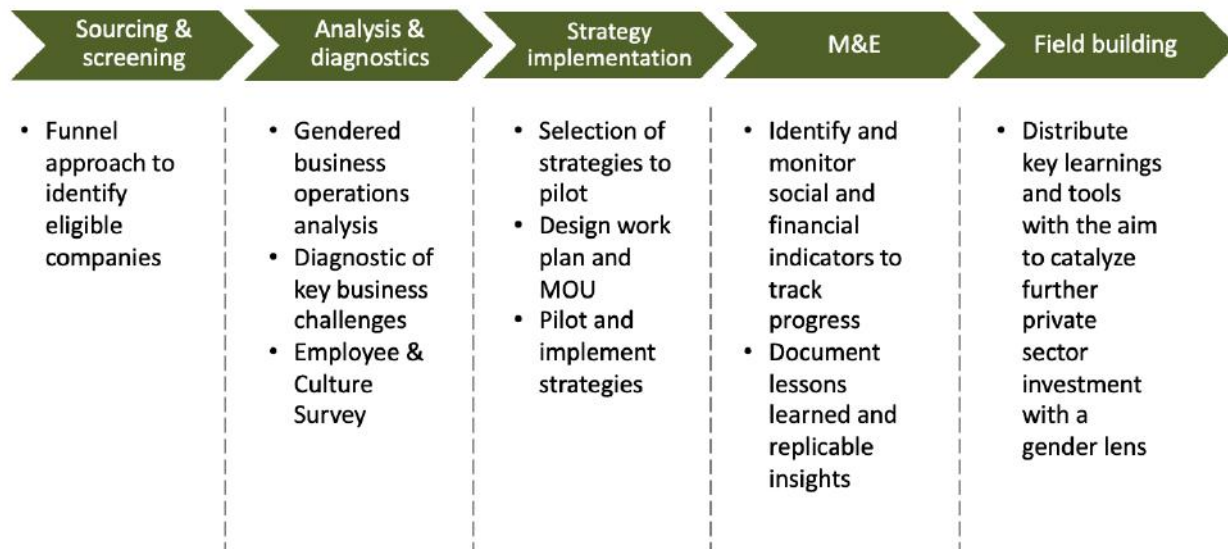 Sourcing &
screening
Analysis &
diagnostics
Strategy
implementation
M&E
Field building
• Funnel
approach to
identify
eligible
companies
• Gendered
business
operations
analysis
• Diagnostic of
key business
challenges
• Employee &
Culture
Survey
• Selection of
strategies to
pilot
• Design work
plan and
MOU
• Pilot and
implement
strategies
• Identify and
monitor
social and
financial
indicators to
track
progress
• Document
lessons
learned and
replicable
insights
• Distribute
key learnings
and tools
with the aim
to catalyze
further
private
sector
investment
with a
gender lens